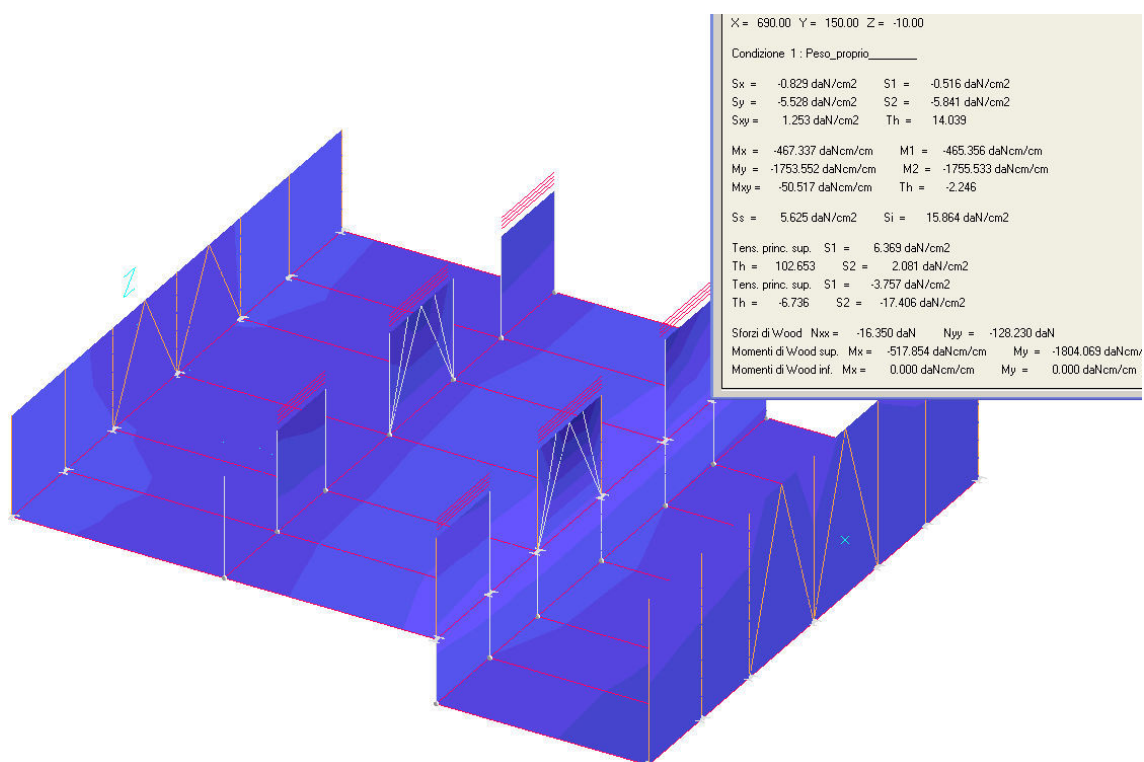 X = 690.00 Y = 150.00 Z = -10.00
Condizione 1 : Peso_proprio________
Sx = -0.829 daN/cm2 S1 = -0.516 daN/cm2
Sy = -5.528 daN/cm2 S2 = -5.841 daN/cm2
Sxy = 1.253 daN/cm2 Th = 14.039
Mx = -467.337 daNcm/cm M1 = -465.356 daNcm/cm
My = -1753.552 daNcm/cm M2 = -1755.533 daNcm/cm
Mxy = -50.517 daNcm/cm Th = -2.246
Ss = 5.625 daN/cm2 Si = 15.864 daN/cm2
Tens. princ. sup. S1 = 6.369 daN/cm2
Th = 102.653 S2 = 2.081 daN/cm2
Tens. princ. sup. S1 = -3.757 daN/cm2
Th = -6.736 S2 = -17.406 daN/cm2
Sforzi di Wood Nxx = -16.350 daN Nyy = -128.230 daN
Momenti di Wood sup. Mx = -517.854 daNcm/cm My = -1804.069 daNcm/
Momenti di Wood inf. Mx = 0.000 daNcm/cm My = 0.000 daNcm/cm
Z